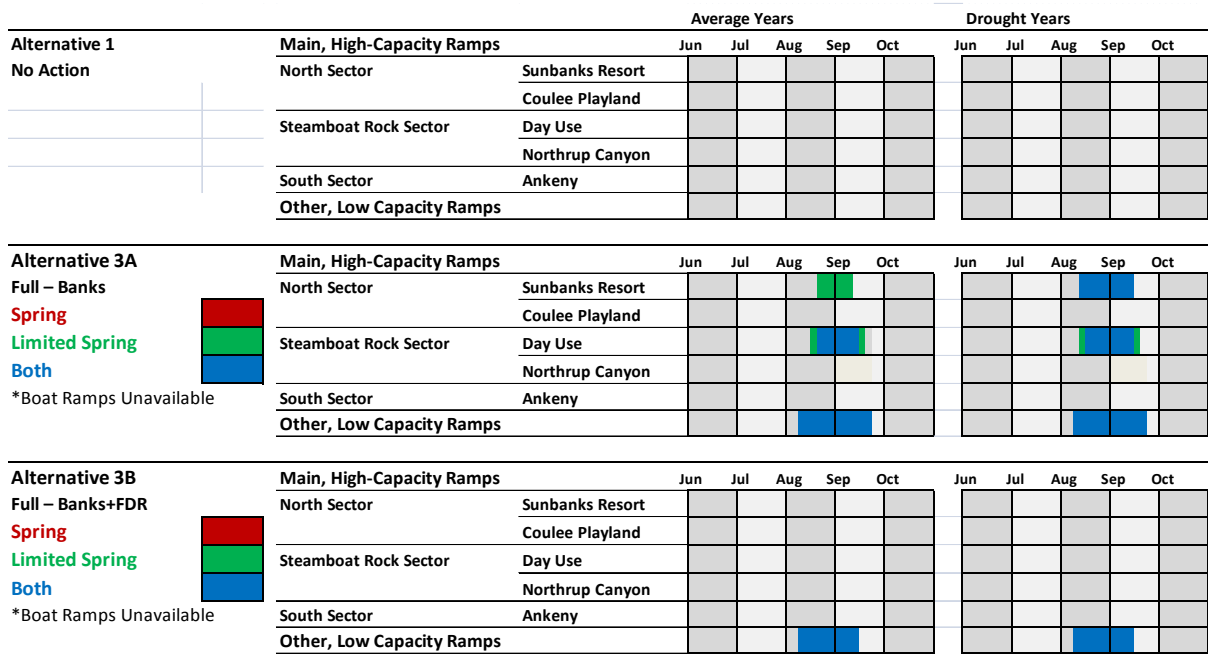 Average Years Drought Years
Alternative 1 Main, High-Capacity Ramps Jun Jul Aug Sep Oct Jun Jul Aug Sep Oct
No Action North Sector Sunbanks Resort
Coulee Playland
Steamboat Rock Sector Day Use
Northrup Canyon
South Sector Ankeny
Other, Low Capacity Ramps
Alternative 3A Main, High-Capacity Ramps Jun Jul Aug Sep Oct Jun Jul Aug Sep Oct
Full – Banks North Sector Sunbanks Resort
Spring Coulee Playland
Limited Spring Steamboat Rock Sector Day Use
Both Northrup Canyon
*Boat Ramps Unavailable South Sector Ankeny
Other, Low Capacity Ramps
Alternative 3B Main, High-Capacity Ramps Jun Jul Aug Sep Oct Jun Jul Aug Sep Oct
Full – Banks+FDR North Sector Sunbanks Resort
Spring Coulee Playland
Limited Spring Steamboat Rock Sector Day Use
Both Northrup Canyon
*Boat Ramps Unavailable South Sector Ankeny
Other, Low Capacity Ramps